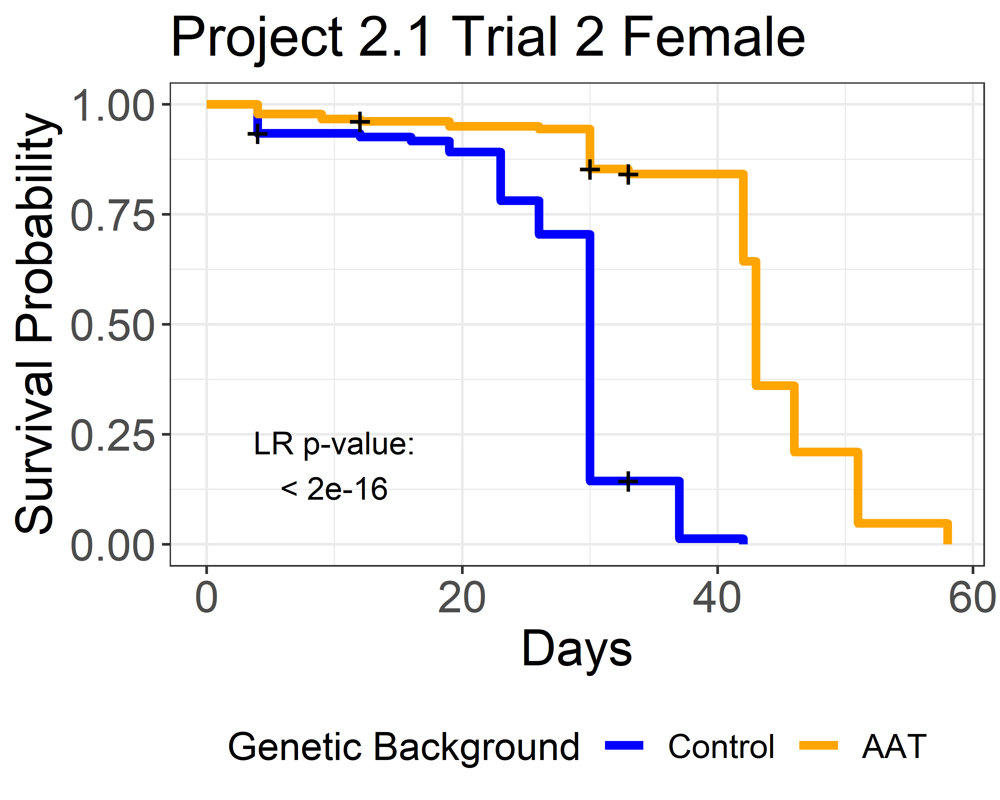 Project 2.1 Trial 2 Female
Survival Probability
1.00
0.75
0.50
0.25
0.00
LR p-value:
< 2e-16
0 20 40 60
Days
Genetic Background Control AAT